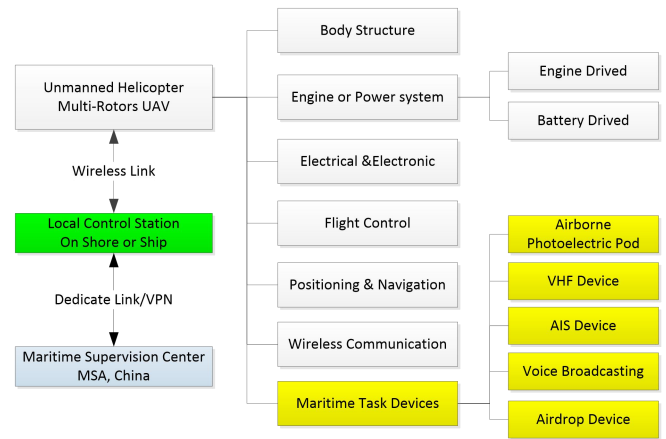 Unmanned Helicopter
Multi-Rotors UAV
Wireless Link
Local Control Station
On Shore or Ship
Dedicate Link/VPN
Maritime Supervision Center
MSA, China
Body Structure
Engine or Power system
Electrical &Electronic
Flight Control
Positioning & Navigation
Wireless Communication
Maritime Task Devices
Engine Drived
Battery Drived
Airborne
Photoelectric Pod
VHF Device
AIS Device
Voice Broadcasting
Airdrop Device